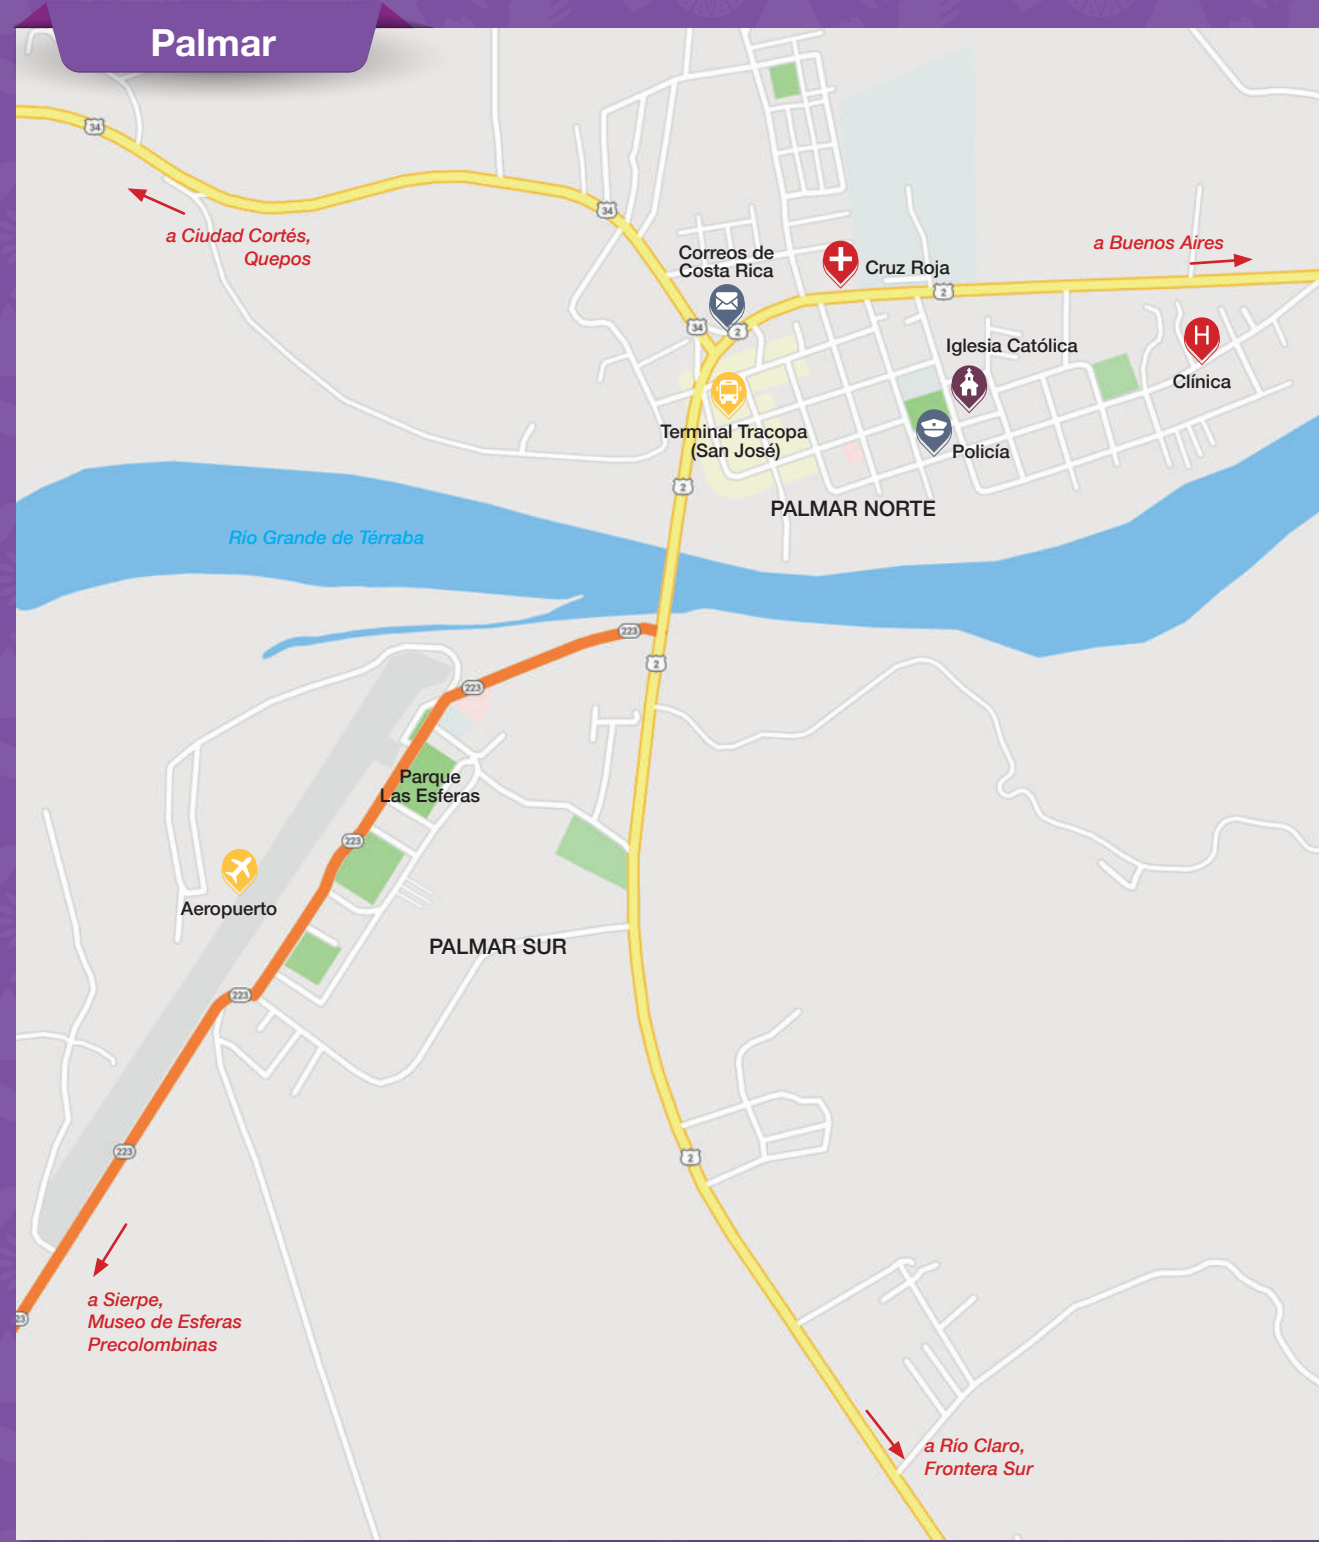 Palmar
34
a Ciudad Cortés,
Quepos
34
Correos de
Costa Rica
Cruz Roja
a Buenos Aires
2
34
2
Iglesia Católica
H
Clínica
Terminal Tracopa
(San José)
Policía
2
PALMAR NORTE
Río Grande de Térraba
223
2
223
Parque
Las Esferas
223
Aeropuerto
PALMAR SUR
223
223
2
a Sierpe,
Museo de Esferas
Precolombinas
23
a Río Claro,
Frontera Sur